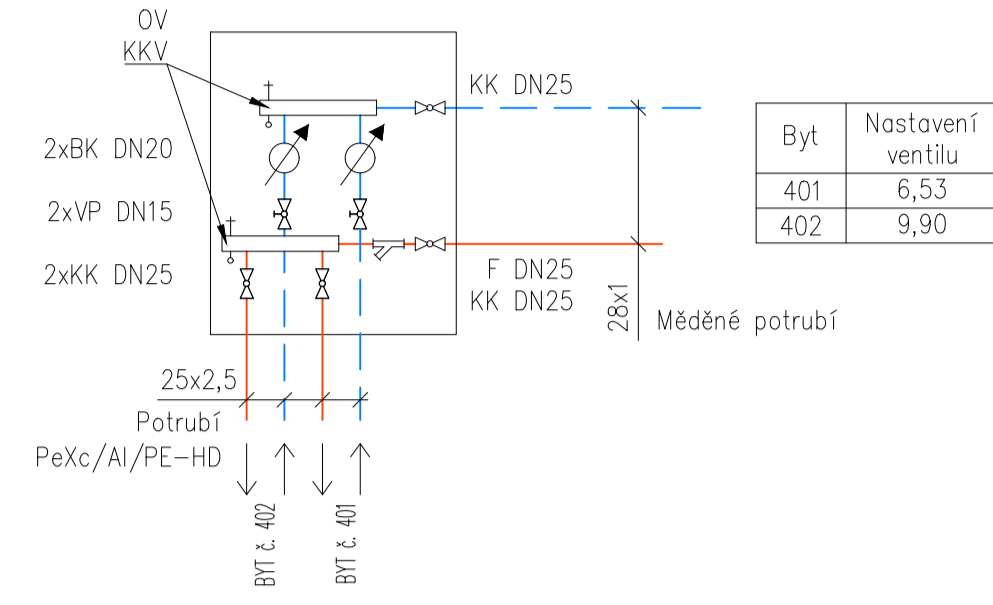 OV
KKV
KK DN25
2xBK DN20
2xVP DN15
2xKK DN25
F DN25
KK DN25
28x1
Měděné potrubí
25x2,5
Potrubí
PeXc/Al/PE-HD
BYT č. 402
BYT č. 401
Byt Nastavení
ventilu
401 6,53
402 9,90